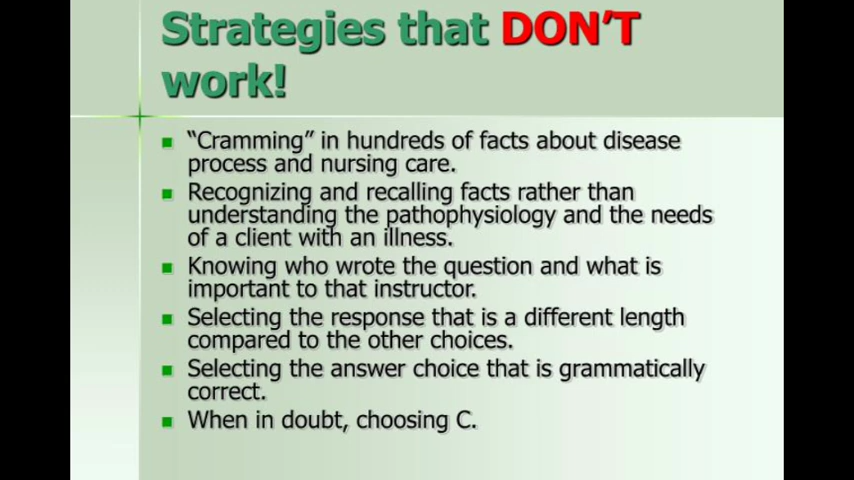 Strategies that DON'T
work!
"Cramming" in hundreds of facts about disease
process and nursing care.
Recognizing and recalling facts rather than
understanding the pathophysiology and the needs
of a client with an illness.
Knowing who wrote the question and what is
important to that instructor.
Selecting the response that is a different length
compared to the other choices.
Selecting the answer choice that is grammatically
correct.
When in doubt, choosing C.